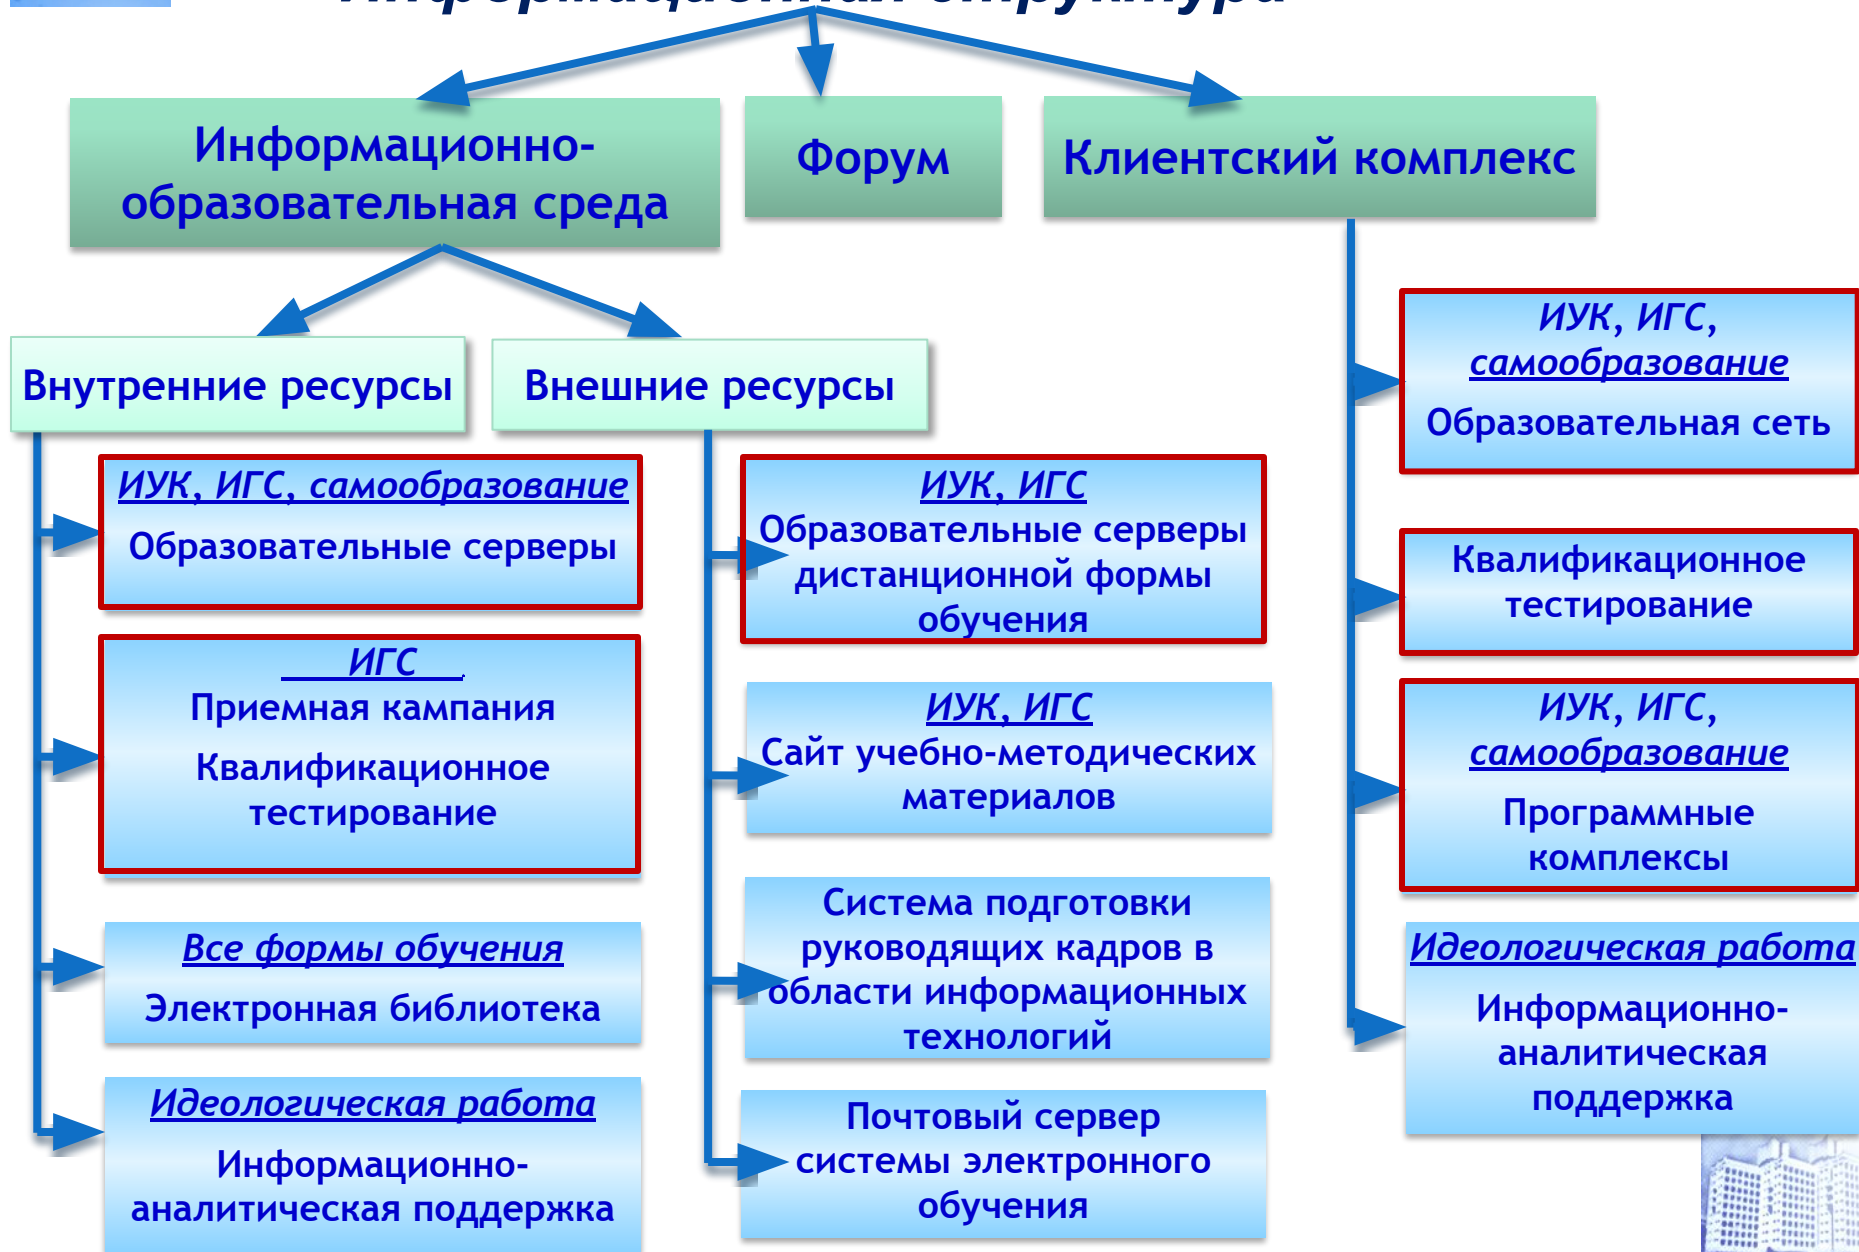 Информационная структура
Информационно-
образовательная среда
Форум
Клиентский комплекс
Внутренние ресурсы
Внешние ресурсы
ИУК, ИГС, самообразование
Образовательные серверы
ИГС
Приемная кампания
Квалификационное
тестирование
Все формы обучения
Электронная библиотека
Идеологическая работа
Информационно-
аналитическая поддержка
ИУК, ИГС
Образовательные серверы
дистанционной формы
обучения
ИУК, ИГС
Сайт учебно-методических
материалов
Система подготовки
руководящих кадров в
области информационных
технологий
Почтовый сервер
системы электронного
обучения
ИУК, ИГС,
самообразование
Образовательная сеть
Квалификационное
тестирование
ИУК, ИГС,
самообразование
Программные
комплексы
Идеологическая работа
Информационно-
аналитическая
поддержка